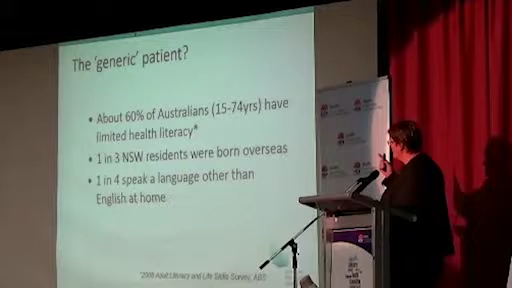 The 'generic' patient?
• About 60% of Australians (15-74yrs) have
limited health literacy*
• 1 in 3 NSW residents were born overseas
• 1 in 4 speak a language other than
English at home
Adult Literacy and Life Skills Survey, ABS